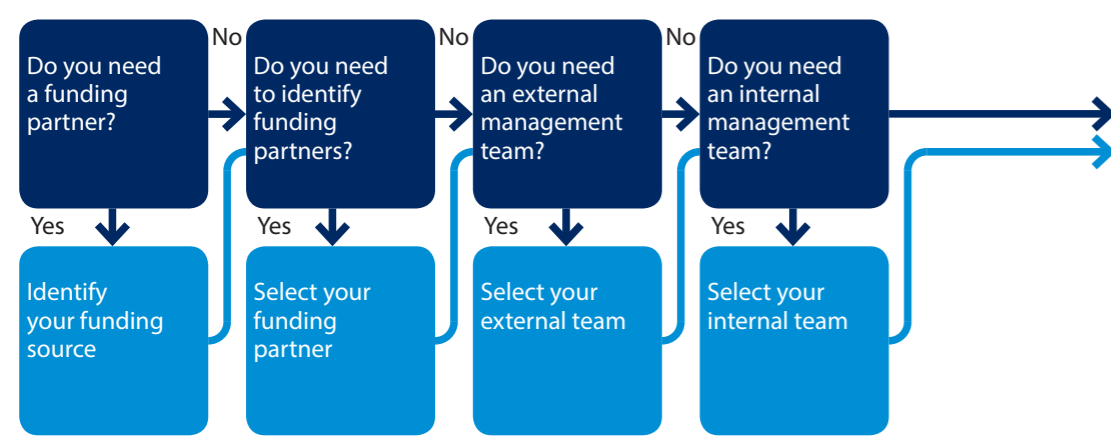 Do you need
a funding
partner?
No
Do you need
to identify
funding
partners?
No
Do you need
an external
management
team?
No
Do you need
an internal
management
team?
Yes
Identify
your funding
source
Yes
Select your
funding
partner
Yes
Select your
external team
Yes
Select your
internal team